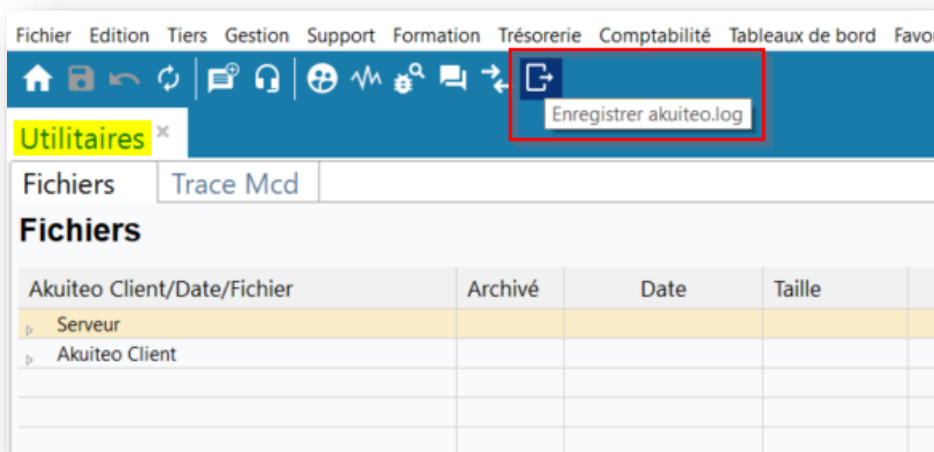 Fichier Edition Tiers Gestion Support Formation Trésorerie Comptabilité Tableaux de bord Favor
Enregistrer akuiteo.log
Utilitaires
Fichiers Trace Mcd
Fichiers
Akuiteo Client/Date/Fichier Archivé Date Taille
Serveur
Akuiteo Client